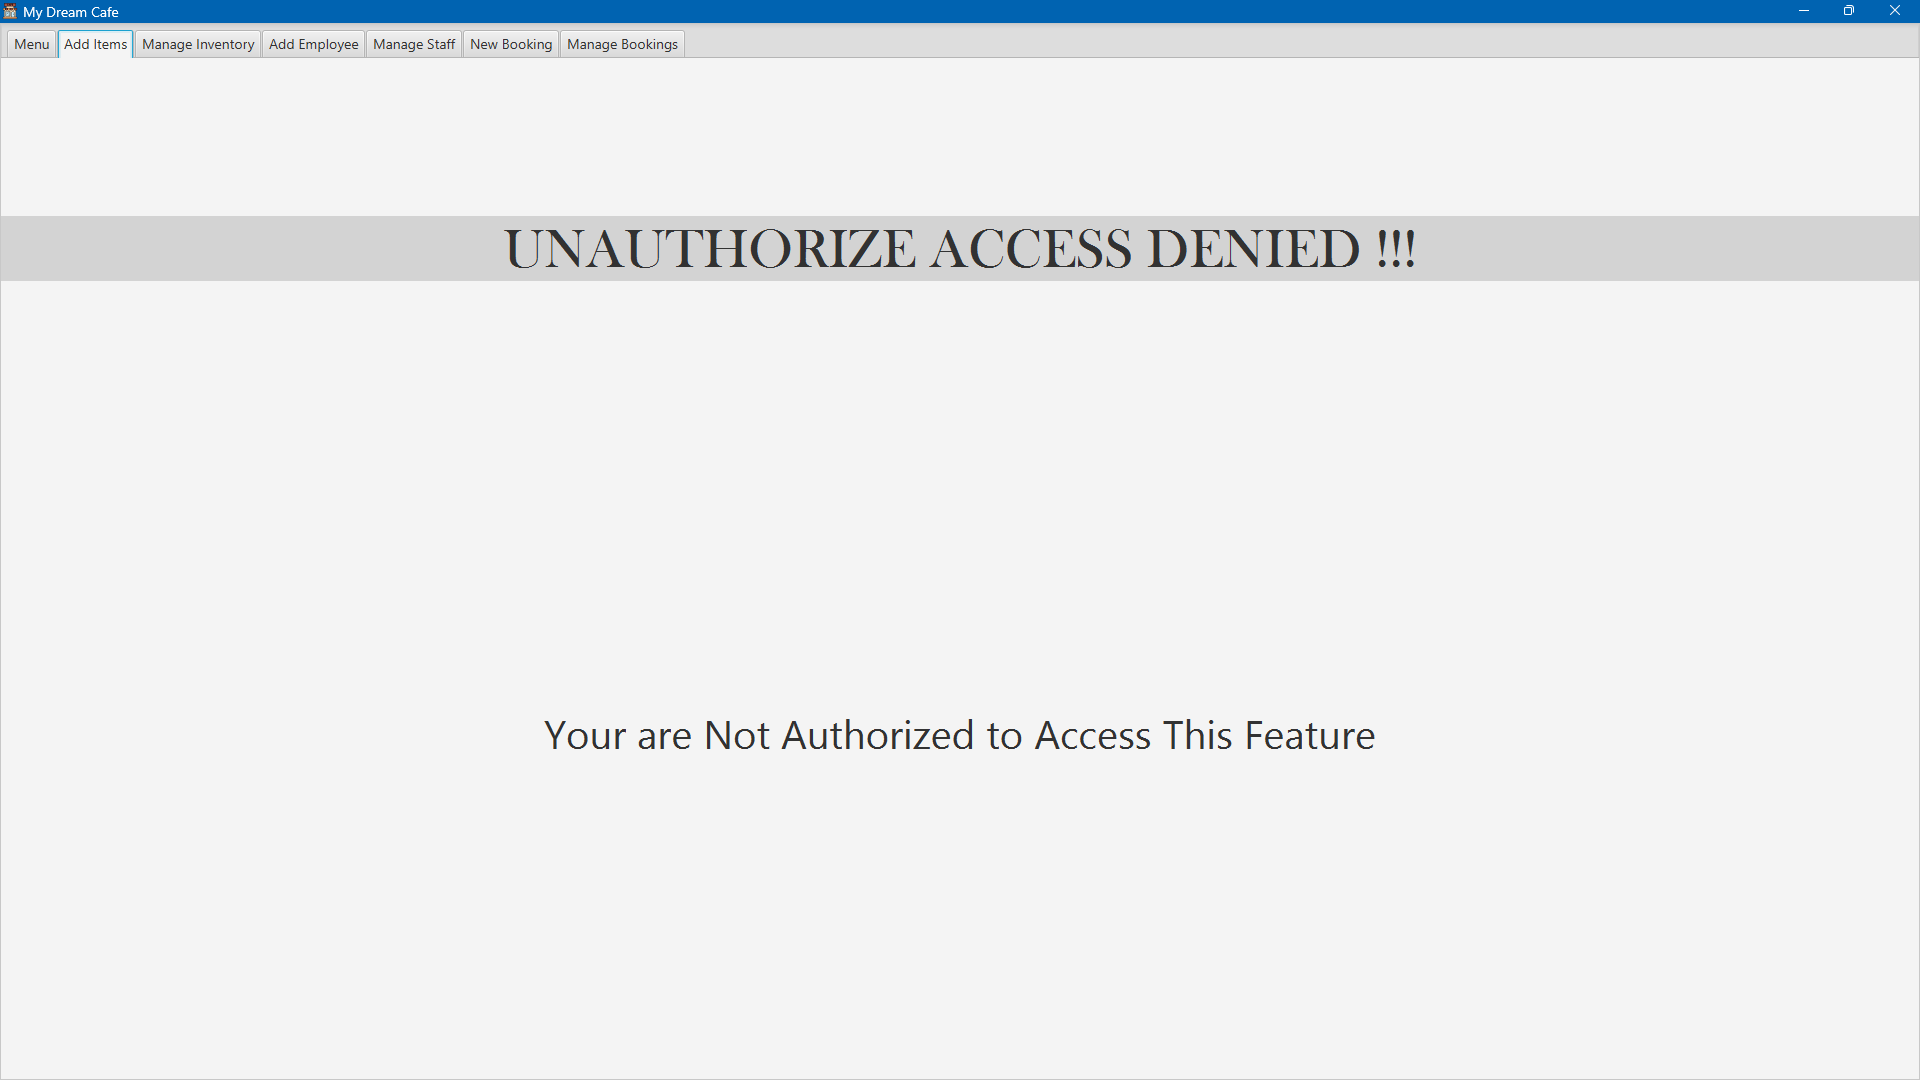 My Dream Cafe
Menu Add Items Manage Inventory Add Employee Manage Staff New Booking Manage Bookings
UNAUTHORIZE ACCESS DENIED !!!
Your are Not Authorized to Access This Feature